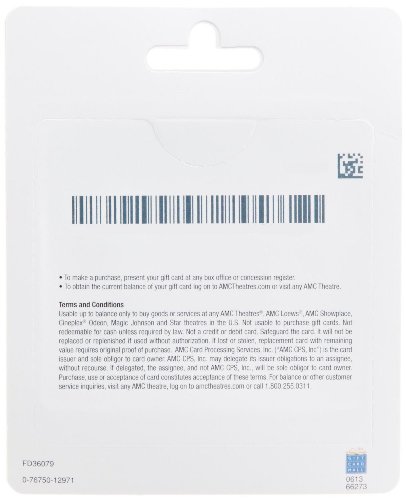 • To make a purchase, present your gift card at any box office or concession register.
• To obtain the current balance of your gift card log on to AMCTheatres.com or visit any AMC Theatre.
Terms and Conditions
Usable up to balance only to buy goods or services at any AMC Theatres®, AMC Loews®, AMC Showplace,
Cineplex® Odeon, Magic Johnson and Star theatres in the U.S. Not usable to purchase gift cards. Not
redeemable for cash unless required by law. Not a credit or debit card. Safeguard the card. It will not be
replaced or replenished if used without authorization. If lost or stolen, replacement card with remaining
value requires original proof of purchase. AMC Card Processing Services, Inc. ("AMC CPS, Inc") is the card
issuer and sole obligor to card owner. AMC CPS, Inc. may delegate its issuer obligations to an assignee,
without recourse. If delegated, the assignee, and not AMC CPS, Inc., will be sole obligor to card owner.
Purchase, use or acceptance of card constitutes acceptance of these terms. For balance or other customer
service inquiries, visit any AMC theatre, log on to amctheatres.com or call 1.800.255.0311.
FD36079
0-76750-12971
GIFT
CARD
MALL
0613
66273